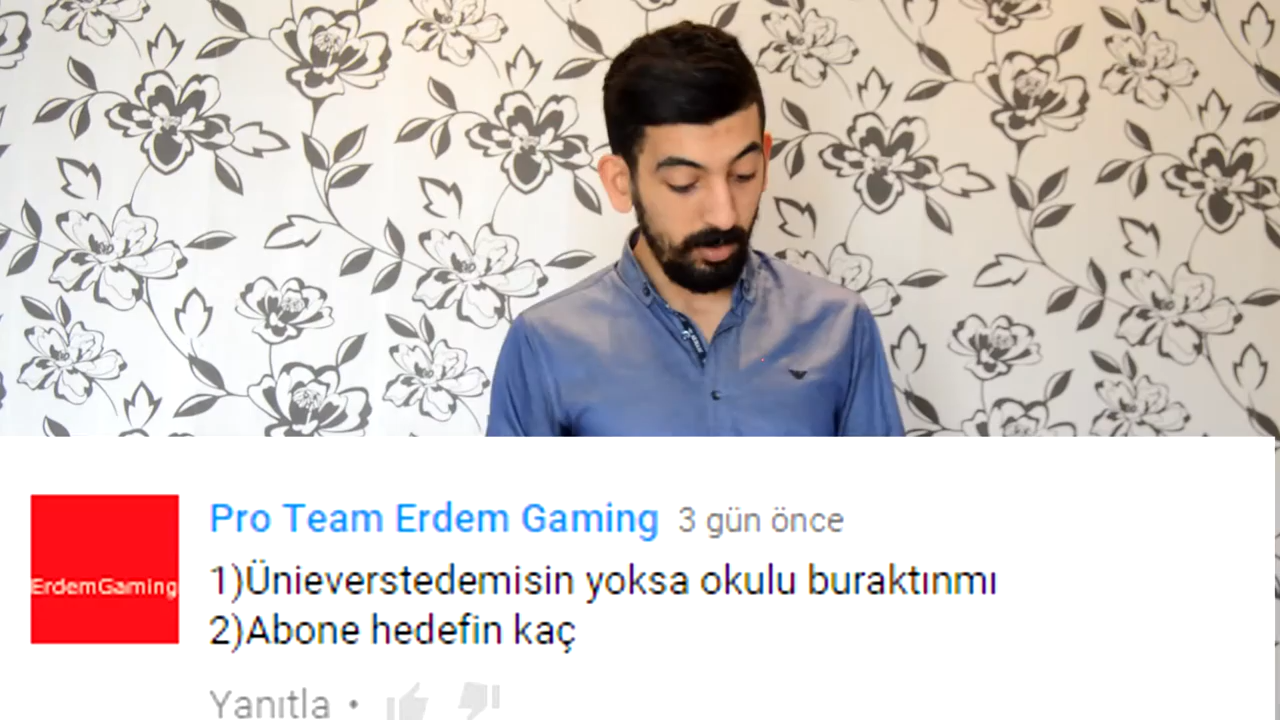 Pro Team Erdem Gaming 3 gün önce
ErdemGaming
1)Ünieverstedemisin yoksa okulu buraktınmı
2)Abone hedefin kaç
Yanıtla •